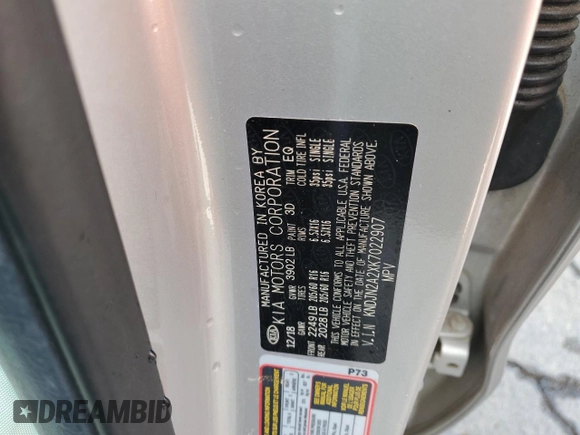 MANUFACTURED IN KOREA BY
KIA MOTORS CORPORATION
GVWR 3902LB PAINT 3D TRIM EQ
12/18 GAWR TIRES RIMS COLD TIRE INFL
FRONT 2249LB 205/60 R16 6.5JX16 35psi SINGLE
REAR 2028LB 205/60 R16 6.5JX16 35psi SINGLE
THIS VEHICLE CONFORMS TO ALL APPLICABLE U.S.A. FEDERAL
MOTOR VEHICLE SAFETY AND THEFT PREVENTION STANDARDS
IN EFFECT ON THE DATE OF MANUFACTURE SHOWN ABOVE.
V.I.N KNDJN2A2XK7022907
MPV
KIA
P73
DREAMBID